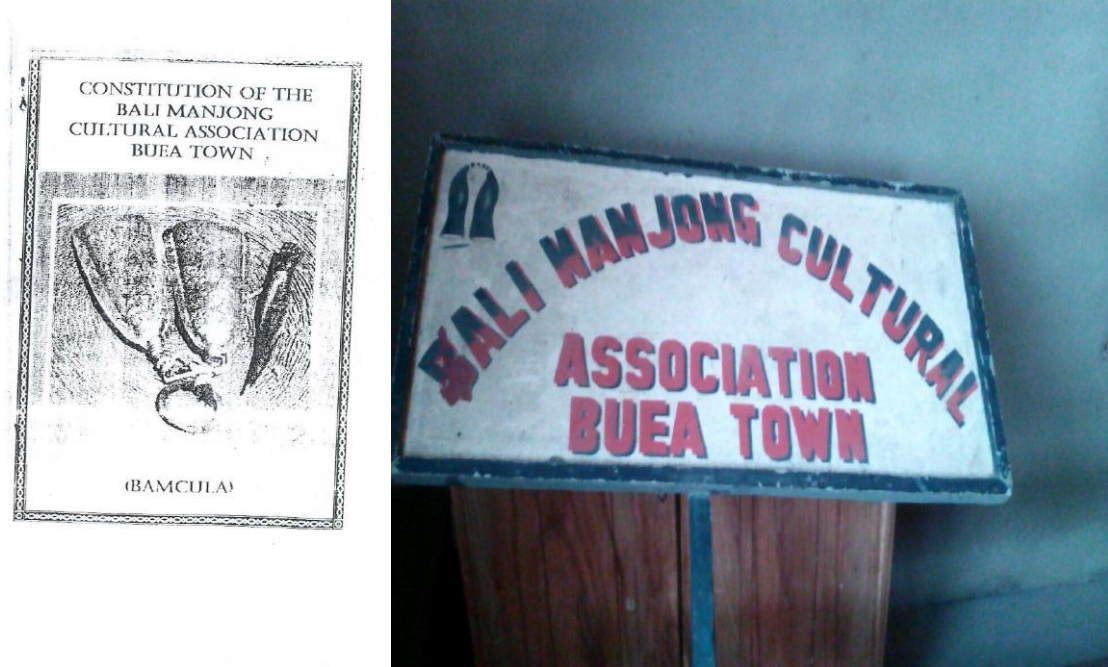 CONSTITUTION OF THE
BALI MANJONG
CULTURAL ASSOCIATION
BUEA TOWN
(BAMCULA)
BALI MANJONG CULTURAL
ASSOCIATION
BUEA TOWN